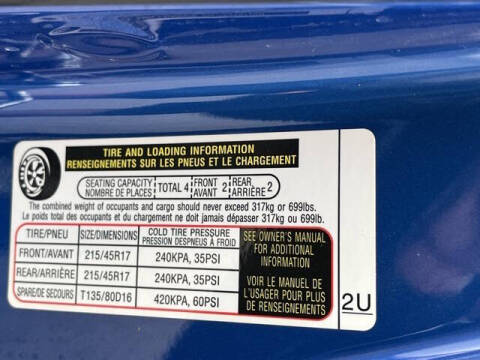 TIRE AND LOADING INFORMATION
RENSEIGNEMENTS SUR LES PNEUS ET LE CHARGEMENT
SEATING CAPACITY
NOMBRE DE PLACES
TOTAL 4
FRONT
AVANT 2
REAR
ARRIÈRE 2
The combined weight of occupants and cargo should never exceed 317kg or 699lbs.
Le poids total des occupants et du chargement ne doit jamais dépasser 317kg ou 699lb.
TIRE/PNEU SIZE/DIMENSIONS COLD TIRE PRESSURE
PRESSION DESPNEUS À FROID
FRONT/AVANT 215/45R17 240KPA, 35PSI
REAR/ARRIÈRE 215/45R17 240KPA, 35PSI
SPARE/DE SECOURS T135/80D16 420KPA, 60PSI
SEE OWNER'S MANUAL
FOR ADDITIONAL
INFORMATION
VOIR LE MANUEL DE
L'USAGER POUR PLUS
DE RENSEIGNEMENTS
2U